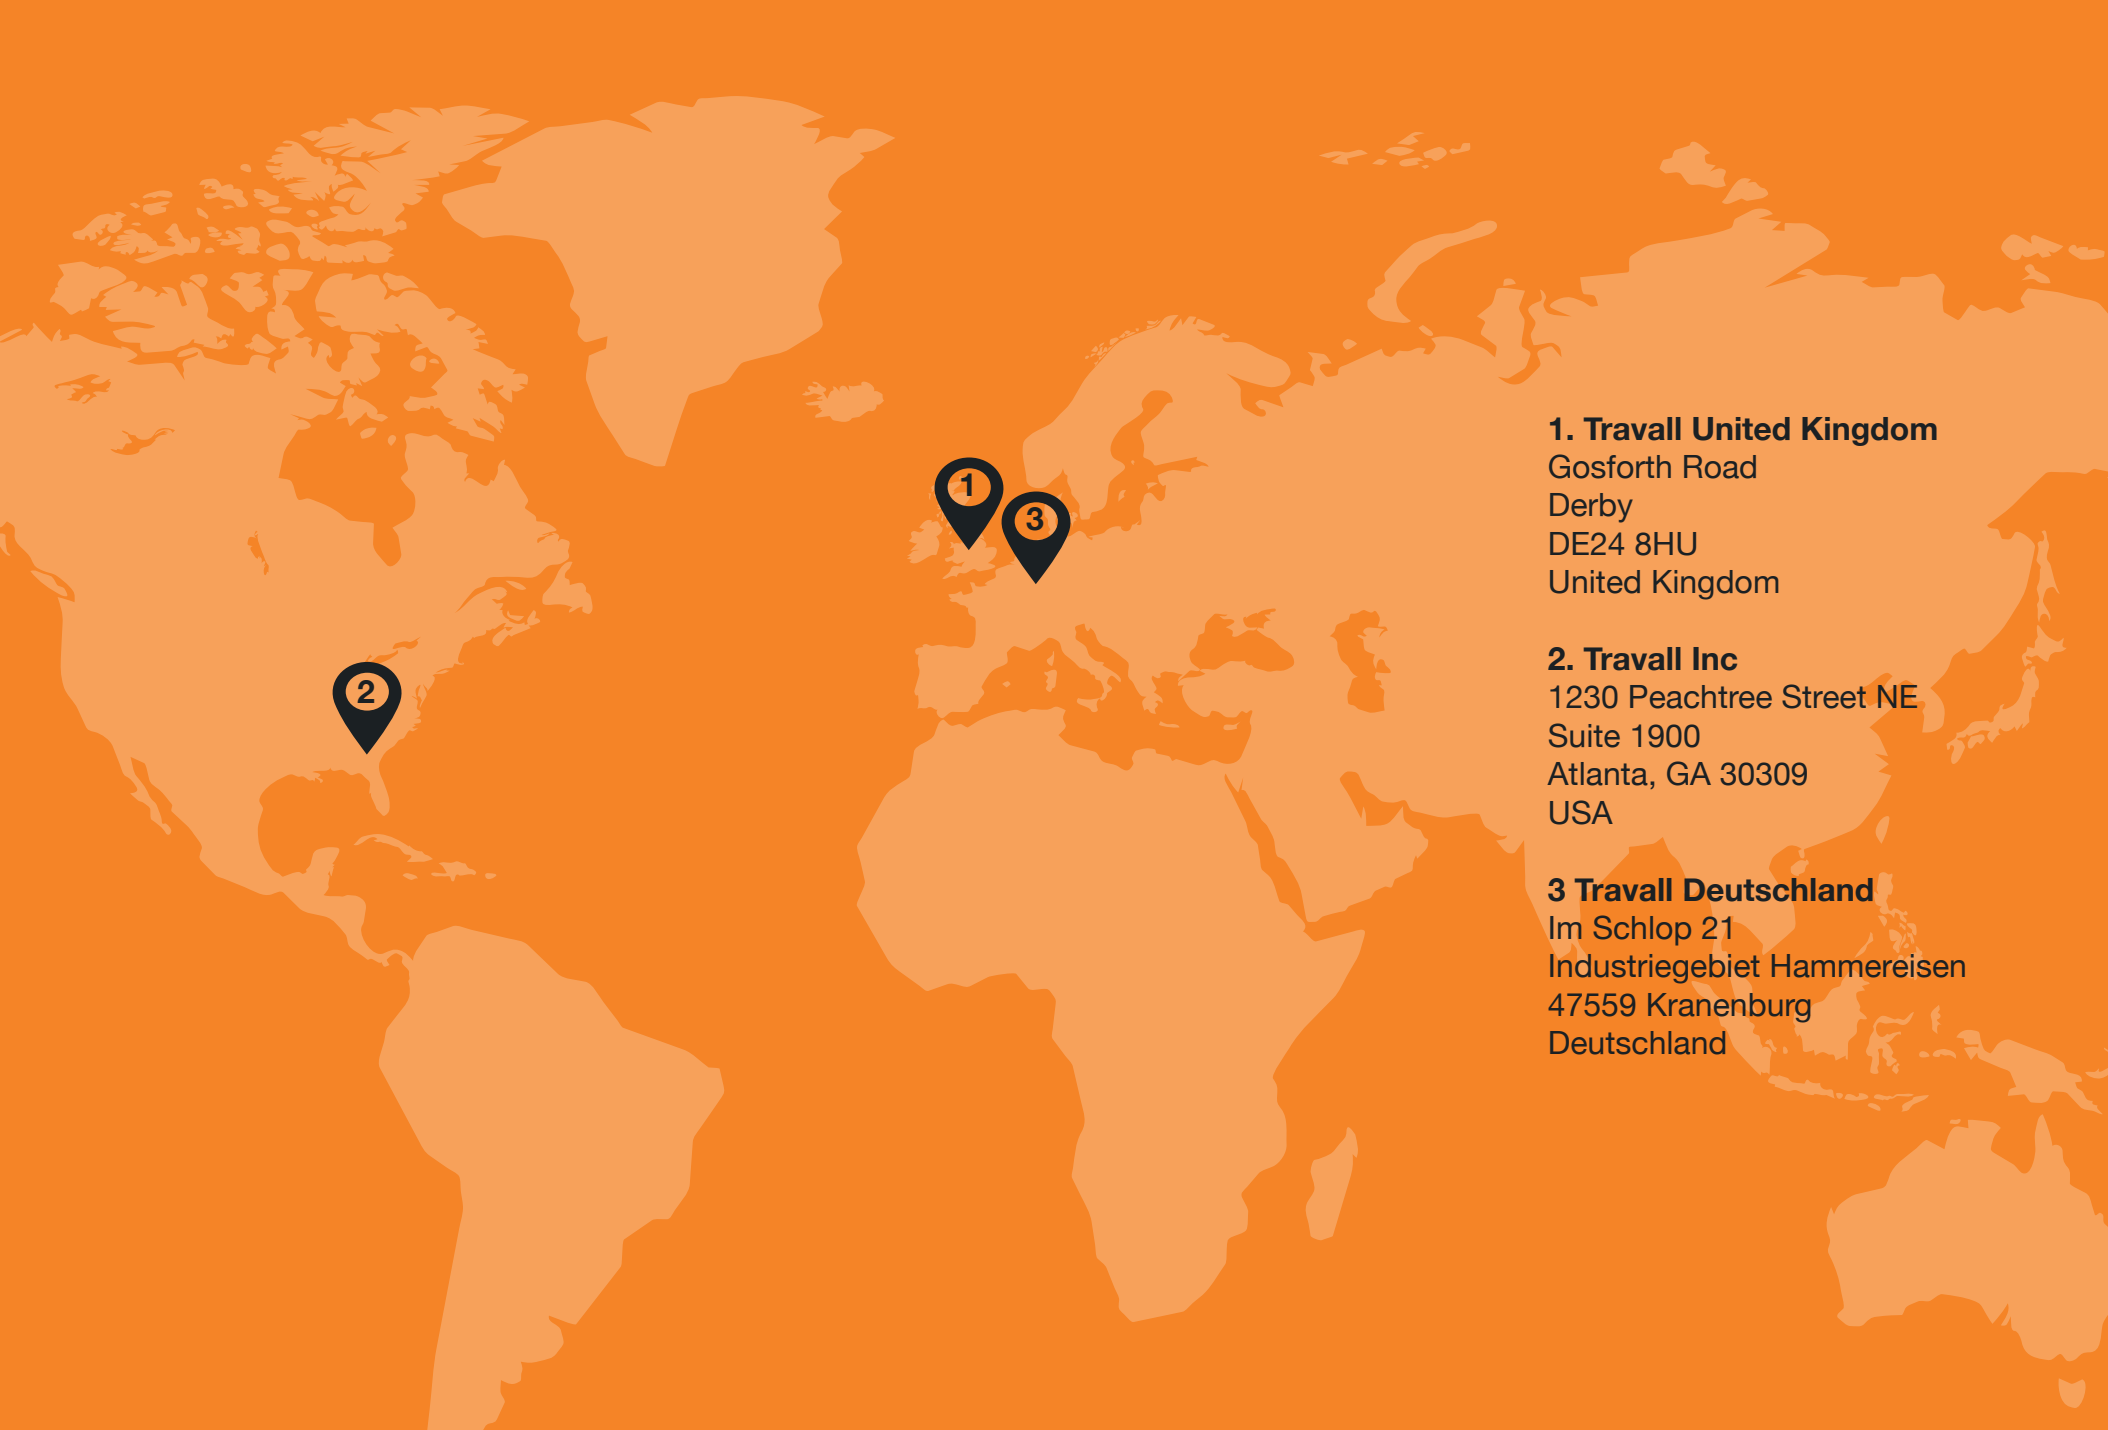 1
3
2
1. Travall United Kingdom
Gosforth Road
Derby
DE24 8HU
United Kingdom
2. Travall Inc
1230 Peachtree Street NE
Suite 1900
Atlanta, GA 30309
USA
3 Travall Deutschland
Im Schlop 21
Industriegebiet Hammereisen
47559 Kranenburg
Deutschland